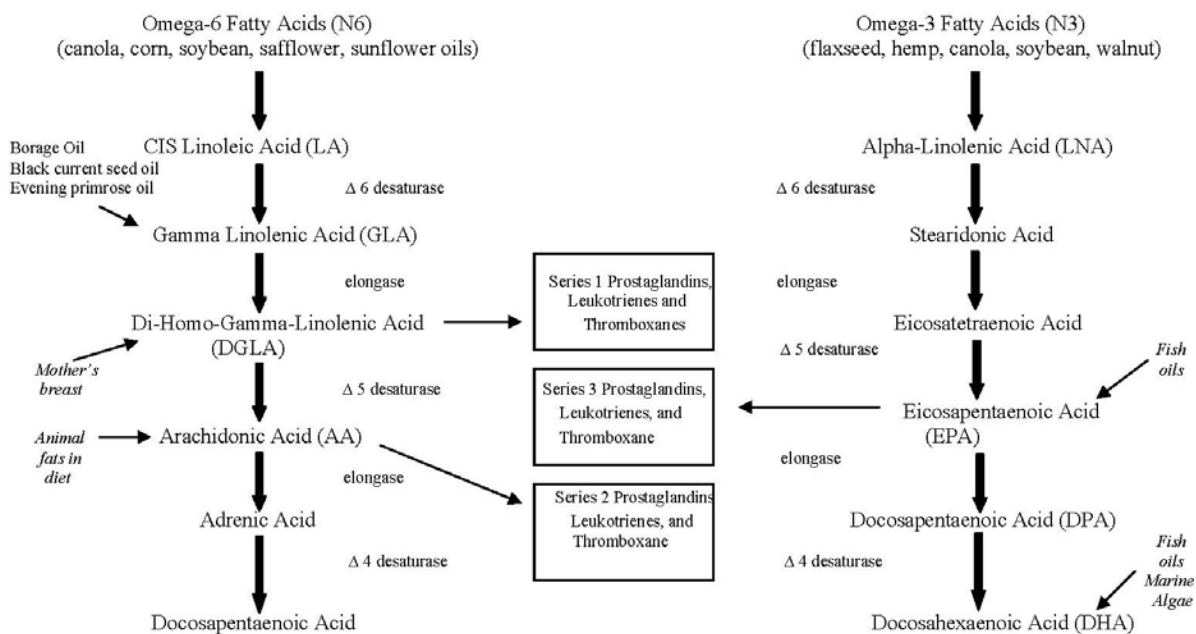 Omega-6 Fatty Acids (N6)
(canola, corn, soybean, safflower, sunflower oils)
Borage Oil
Black current seed oil
Evening primrose oil
CIS Linoleic Acid (LA)
Δ 6 desaturase
Gamma Linolenic Acid (GLA)
elongase
Di-Homo-Gamma-Linolenic Acid
(DGLA)
Mother's
breast
Δ 5 desaturase
Animal
fats in
diet
Arachidonic Acid (AA)
elongase
Adrenic Acid
Δ 4 desaturase
Docosapentaenoic Acid
Series 1 Prostaglandins,
Leukotrienes and
Thromboxanes
Series 3 Prostaglandins,
Leukotrienes, and
Thromboxane
Series 2 Prostaglandins
Leukotrienes, and
Thromboxane
Omega-3 Fatty Acids (N3)
(flaxseed, hemp, canola, soybean, walnut)
Alpha-Linolenic Acid (LNA)
Δ 6 desaturase
Stearidonic Acid
elongase
Eicosatetraenoic Acid
Δ 5 desaturase
Fish
oils
Eicosapentaenoic Acid
(EPA)
elongase
Docosapentaenoic Acid (DPA)
Δ 4 desaturase
Fish
oils
Marine
Algae
Docosahexaenoic Acid (DHA)